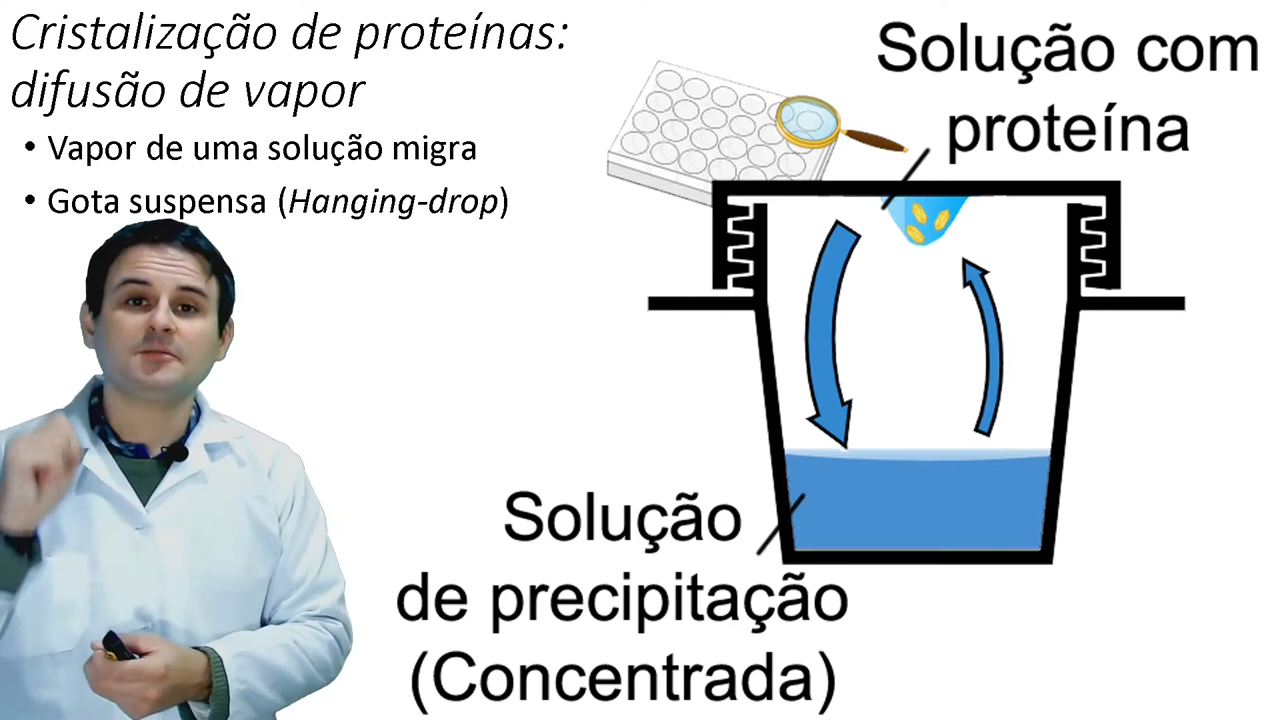 Cristalização de proteínas:
difusão de vapor
• Vapor de uma solução migra
• Gota suspensa (Hanging-drop)
Solução com
proteína
Solução
de precipitação
(Concentrada)